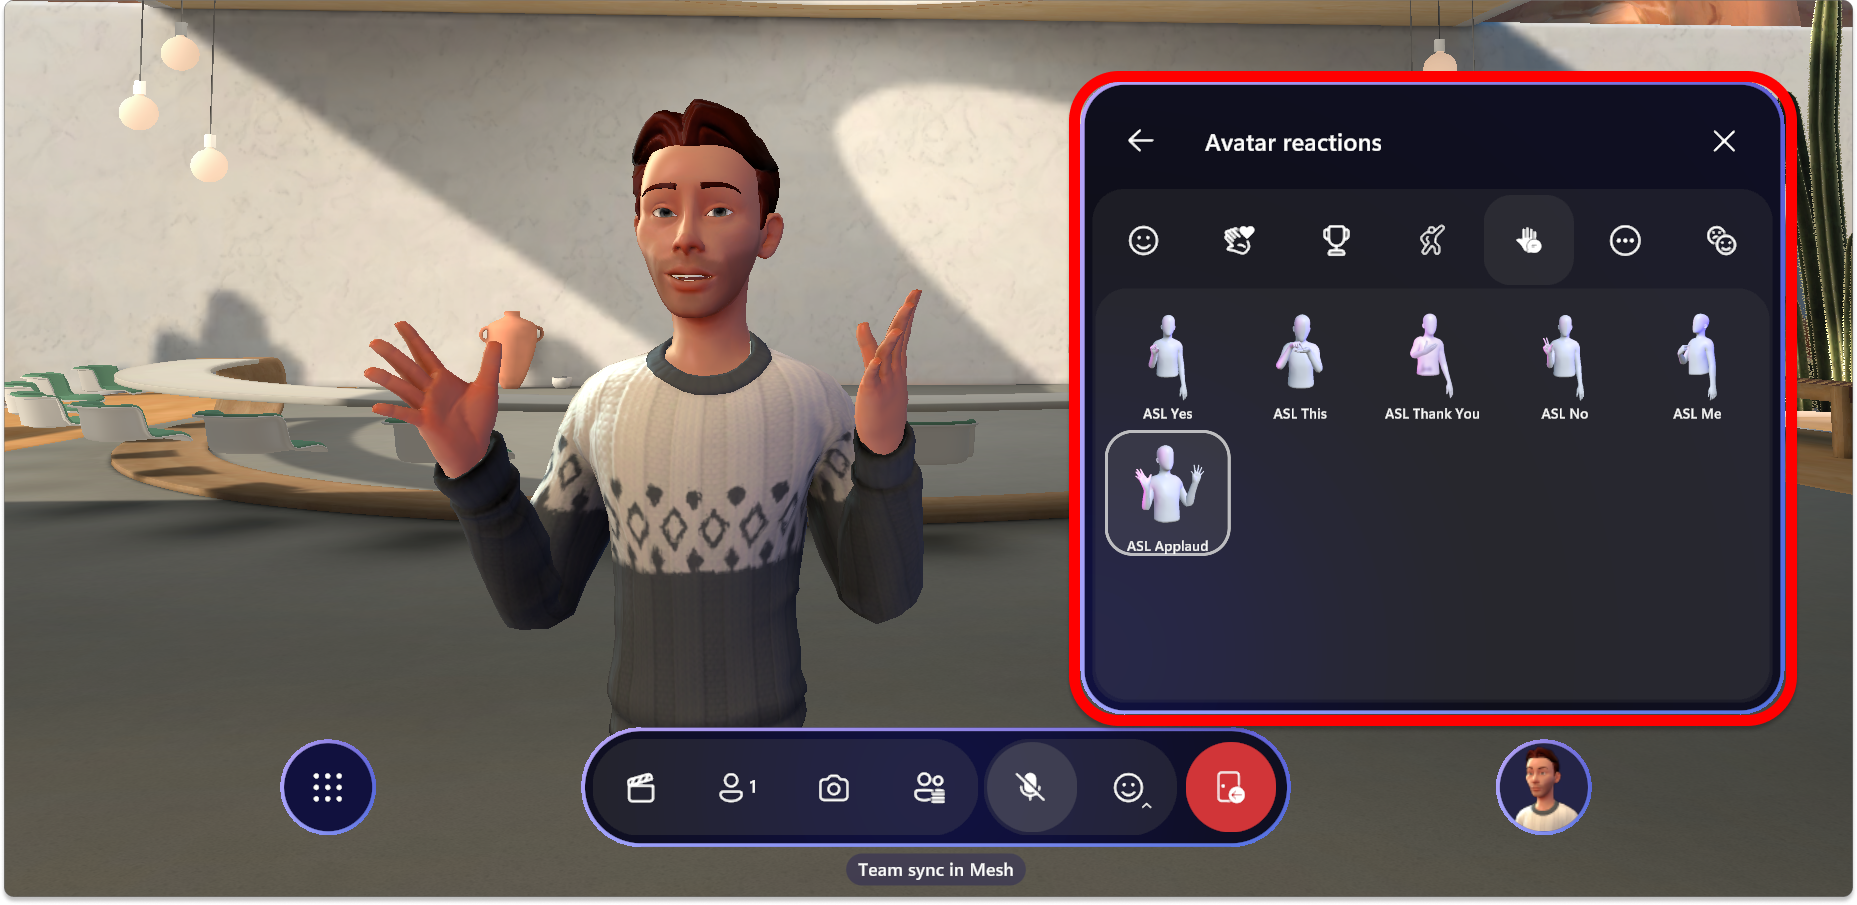 Avatar reactions
ASL Yes
ASL This
ASL Thank You
ASL No
ASL Me
ASL Applaud
1
Team sync in Mesh